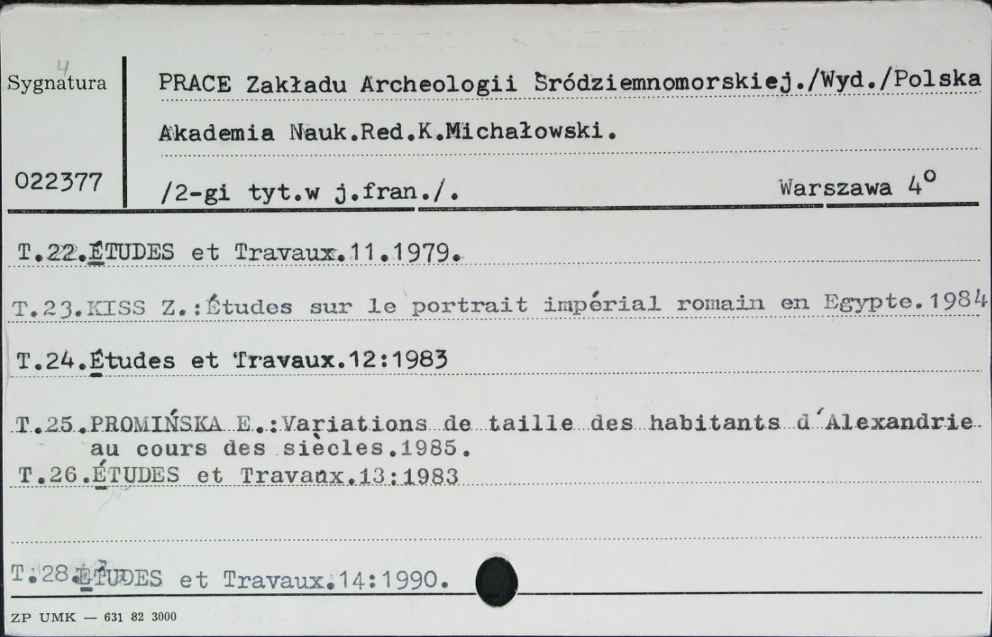 4
Sygnatura
PRACE Zakładu Archeologii Śródziemnomorskiej./Wyd./Polska
Akademia Nauk.Red.K.Michałowski.
022377
/2-gi tyt.w j.fran./. Warszawa 4°
T.22.ÉTUDES et Travaux.11.1979.
T.23.KISS Z.:Études sur le portrait impérial romain en Egypte.1984
T.24.Études et Travaux.12:1983
T.25.PROMIŃSKA E.:Variations de taille des habitants d´Alexandrie
au cours des siècles.1985.
T.26.ÉTUDES et Travaux.13:1983
T.28.ÉTUDES et Travaux.14:1990.
ZP UMK — 631 82 3000